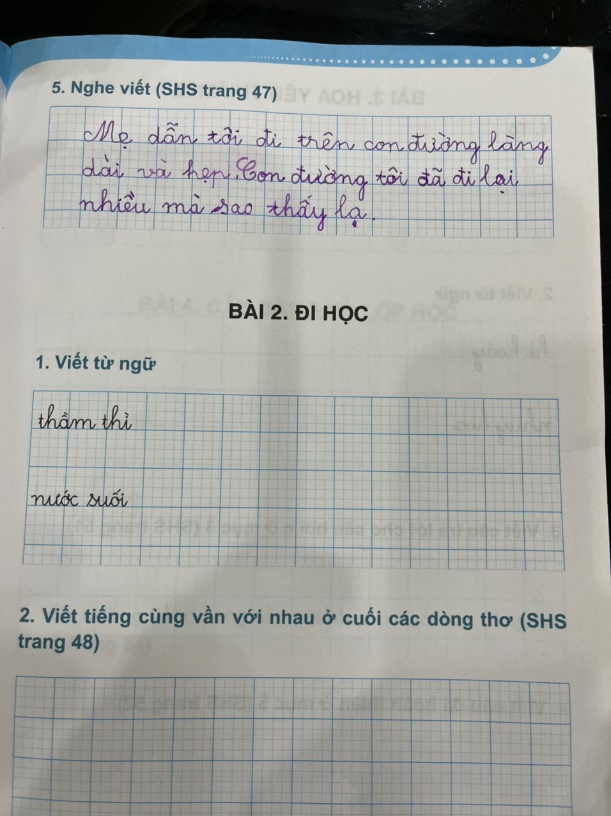 5. Nghe viết (SHS trang 47)
Mẹ dẫn tôi đi trên con đường làng
dài và hẹp. Con đường tôi đã đi lại
nhiều mà sao thấy lạ.
BÀI 2. ĐI HỌC
1. Viết từ ngữ
thầm thì
nước suối
2. Viết tiếng cùng vần với nhau ở cuối các dòng thơ (SHS
trang 48)